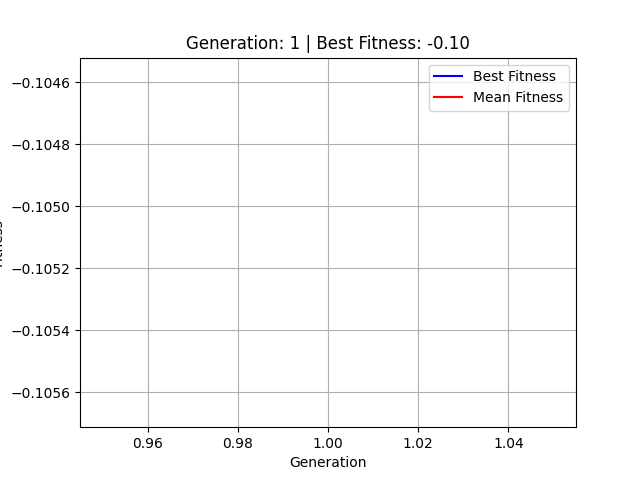 Generation: 1 | Best Fitness: -0.10
Best Fitness
Mean Fitness
−0.1046
−0.1048
−0.1050
−0.1052
−0.1054
−0.1056
0.96
0.98
1.00
1.02
1.04
Generation